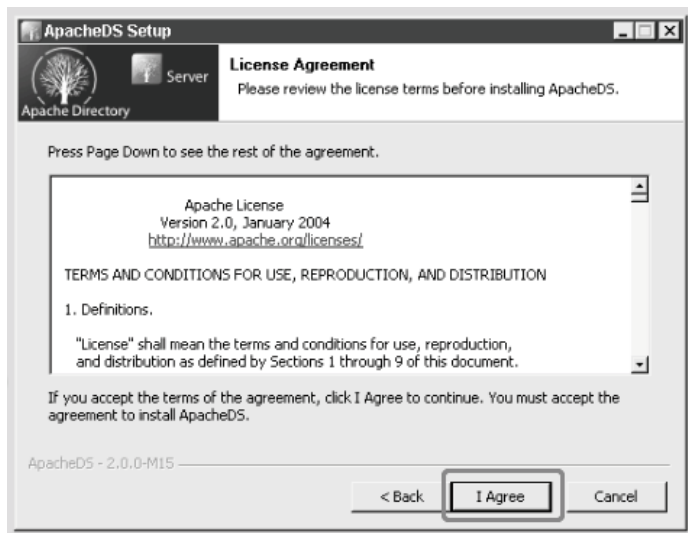 ApacheDS Setup
Server
Apache Directory
License Agreement
Please review the license terms before installing ApacheDS.
Press Page Down to see the rest of the agreement.
Apache License
Version 2.0, January 2004
http://www.apache.org/licenses/
TERMS AND CONDITIONS FOR USE, REPRODUCTION, AND DISTRIBUTION
1. Definitions.
"License" shall mean the terms and conditions for use, reproduction,
and distribution as defined by Sections 1 through 9 of this document.
If you accept the terms of the agreement, click I Agree to continue. You must accept the
agreement to install ApacheDS.
ApacheDS - 2.0.0-M15
< Back
I Agree
Cancel